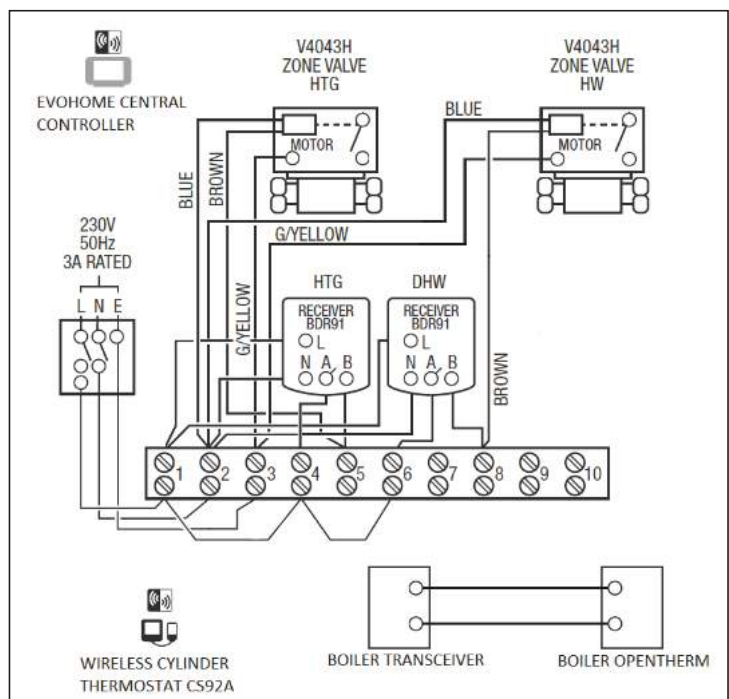 V4043H
ZONE VALVE
HTG
V4043H
ZONE VALVE
HW
EVOHOME CENTRAL
CONTROLLER
BLUE
MOTOR
MOTOR
BLUE
BROWN
G/YELLOW
230V
50Hz
3A RATED
L N E
G/YELLOW
HTG
DHW
RECEIVER
BDR91
L
N A B
RECEIVER
BDR91
L
N A B
BROWN
1 2 3 4 5 6 7 8 9 10
WIRELESS CYLINDER
THERMOSTAT CS92A
BOILER TRANSCEIVER
BOILER OPENTHERM